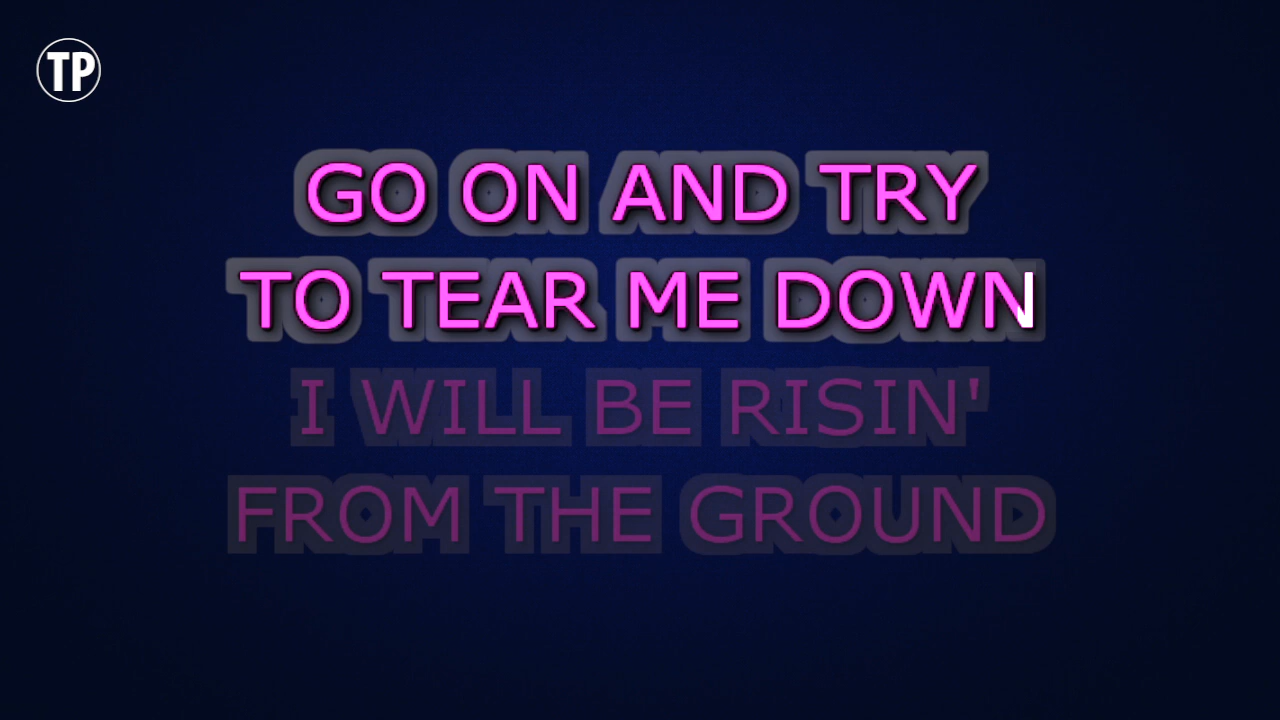 TP
GO ON AND TRY
TO TEAR ME DOWN
I WILL BE RISIN'
FROM THE GROUND